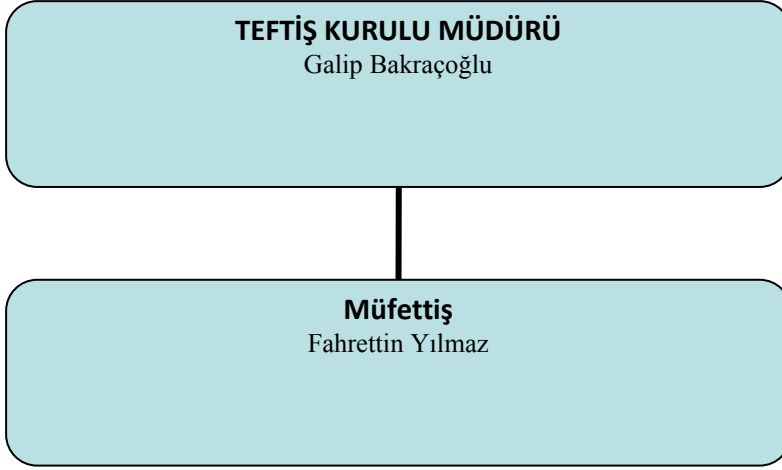 TEFTİŞ KURULU MÜDÜRÜ
Galip Bakraçoğlu
Müfettiş
Fahrettin Yılmaz